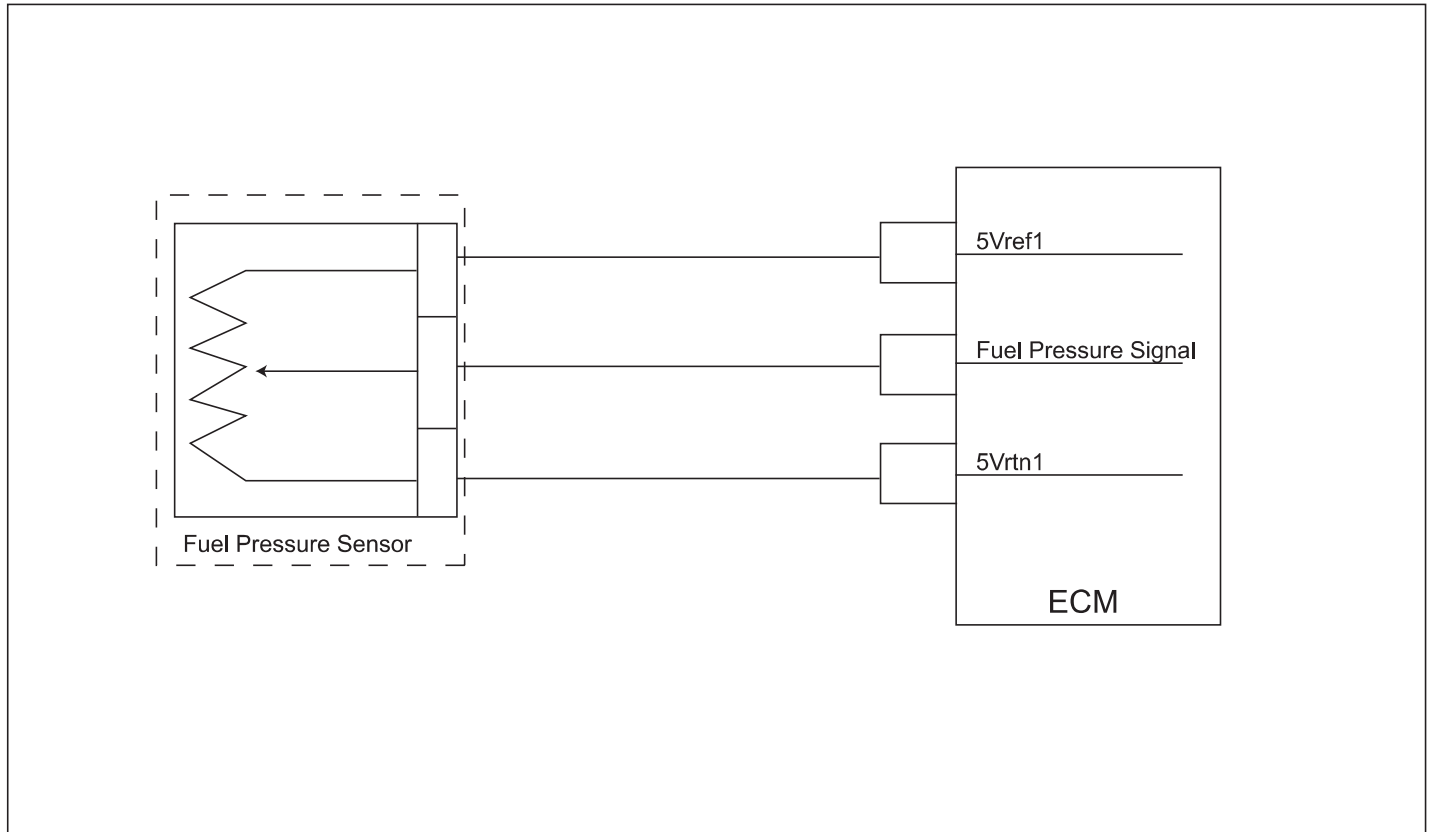 5Vref1
Fuel Pressure Signal
5Vrtn1
Fuel Pressure Sensor
ECM